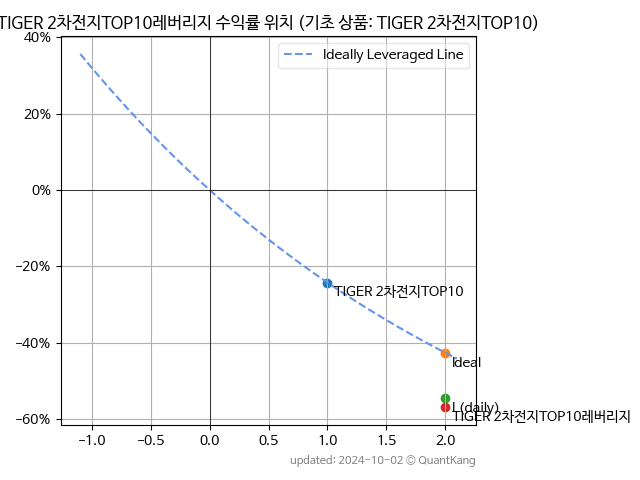 TIGER 2차전지TOP10레버리지 수익률 위치 (기초 상품: TIGER 2차전지TOP10)
Ideally Leveraged Line
40%
20%
0%
−20%
−40%
−60%
TIGER 2차전지TOP10
Ideal
L(daily)
TIGER 2차전지TOP10레버리지
−1.0 −0.5 0.0 0.5 1.0 1.5 2.0
updated: 2024-10-02 © QuantKang